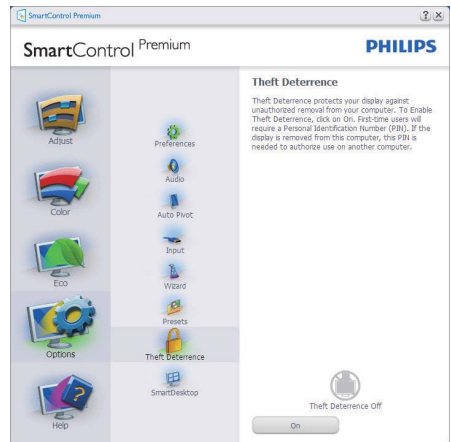 SmartControl Premium
SmartControl Premium
PHILIPS
Adjust
Color
Eco
Options
Help
Preferences
Audio
Auto Pivot
Input
Wizard
Presets
Theft Deterrence
SmartDesktop
Theft Deterrence
Theft Deterrence protects your display against
unauthorized removal from your computer. To Enable
Theft Deterrence, click on On. First-time users will
require a Personal Identification Number (PIN). If the
display is removed from this computer, this PIN is
needed to authorize use on another computer.
Theft Deterrence Off
On